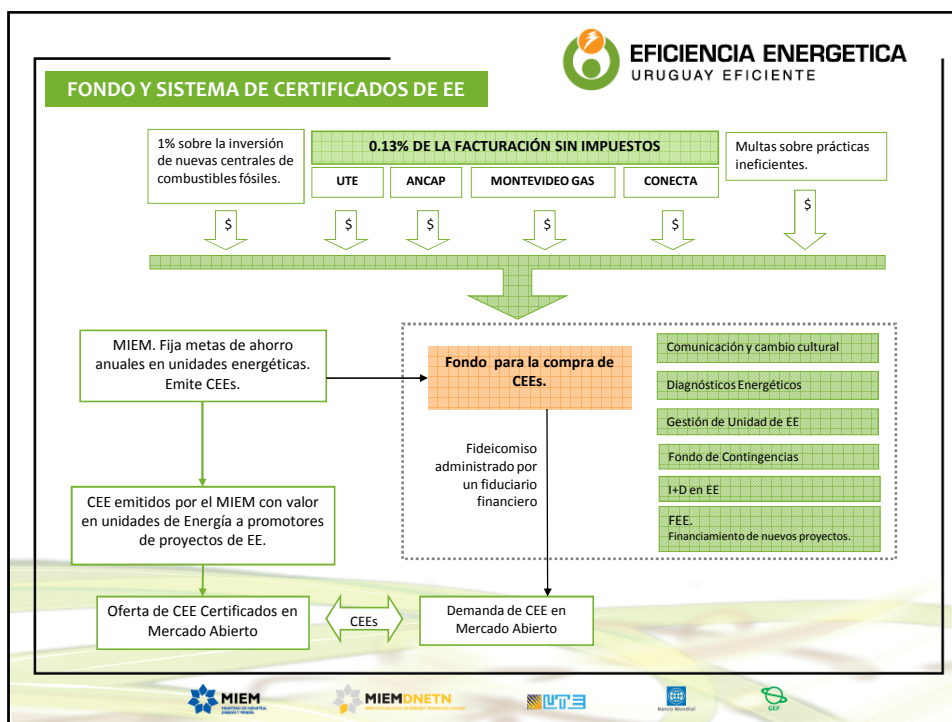 EFICIENCIA ENERGETICA
URUGUAY EFICIENTE
FONDO Y SISTEMA DE CERTIFICADOS DE EE
1% sobre la inversión
de nuevas centrales de
combustibles fósiles.
0.13% DE LA FACTURACIÓN SIN IMPUESTOS
UTE
ANCAP
MONTEVIDEO GAS
CONECTA
Multas sobre prácticas
ineficientes.
$
$
$
$
$
$
MIEM. Fija metas de ahorro
anuales en unidades energéticas.
Emite CEEs.
Fondo para la compra de
CEEs.
Comunicación y cambio cultural
Diagnósticos Energéticos
Gestión de Unidad de EE
Fondo de Contingencias
I+D en EE
FEE.
Financiamiento de nuevos proyectos.
Fideicomiso
administrado por
un fiduciario
financiero
CEE emitidos por el MIEM con valor
en unidades de Energía a promotores
de proyectos de EE.
Oferta de CEE Certificados en
Mercado Abierto
CEEs
Demanda de CEE en
Mercado Abierto
MIEM
MIEMDNETN
UTE
Banco Mundial
GEF